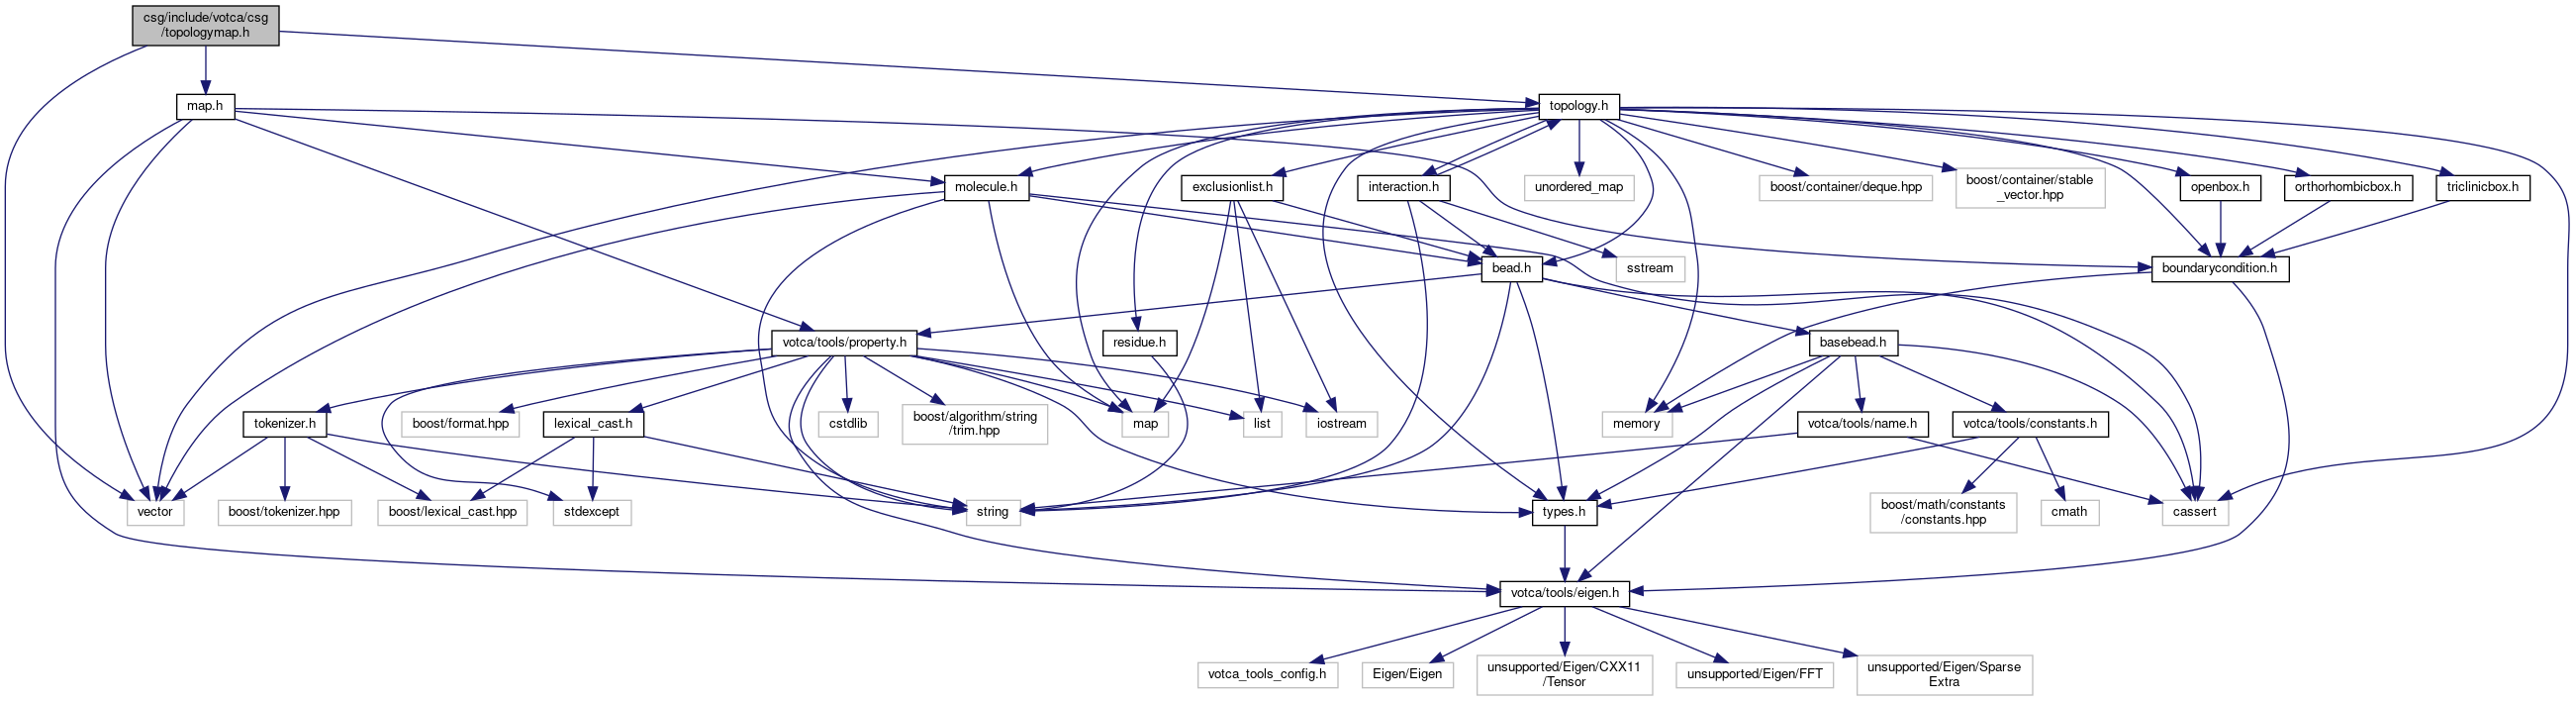 csg/include/votca/csg
/topologymap.h
map.h
topology.h
molecule.h
exclusionlist.h
interaction.h
unordered_map
boost/container/deque.hpp
boost/container/stable
_vector.hpp
openbox.h
orthorhombicbox.h
triclinicbox.h
bead.h
sstream
boundarycondition.h
votca/tools/property.h
residue.h
basebead.h
tokenizer.h
boost/format.hpp
lexical_cast.h
cstdlib
boost/algorithm/string
/trim.hpp
map
list
iostream
memory
votca/tools/name.h
votca/tools/constants.h
vector
boost/tokenizer.hpp
boost/lexical_cast.hpp
stdexcept
string
types.h
boost/math/constants
/constants.hpp
cmath
cassert
votca/tools/eigen.h
votca_tools_config.h
Eigen/Eigen
unsupported/Eigen/CXX11
/Tensor
unsupported/Eigen/FFT
unsupported/Eigen/Sparse
Extra